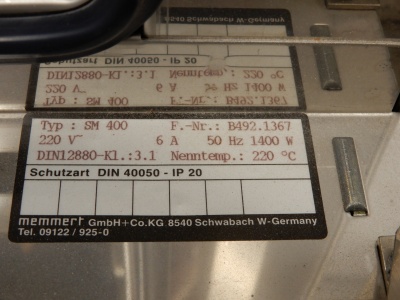 Typ : SM 400 F.-Nr.: B492.1367
220 V~ 6 A 50 Hz 1400 W
DIN12880-Kl.:3.1 Nenntemp.: 220 °C
Schutzart DIN 40050 - IP 20
memmert GmbH+Co.KG 8540 Schwabach W-Germany
Tel. 09122 / 925-0